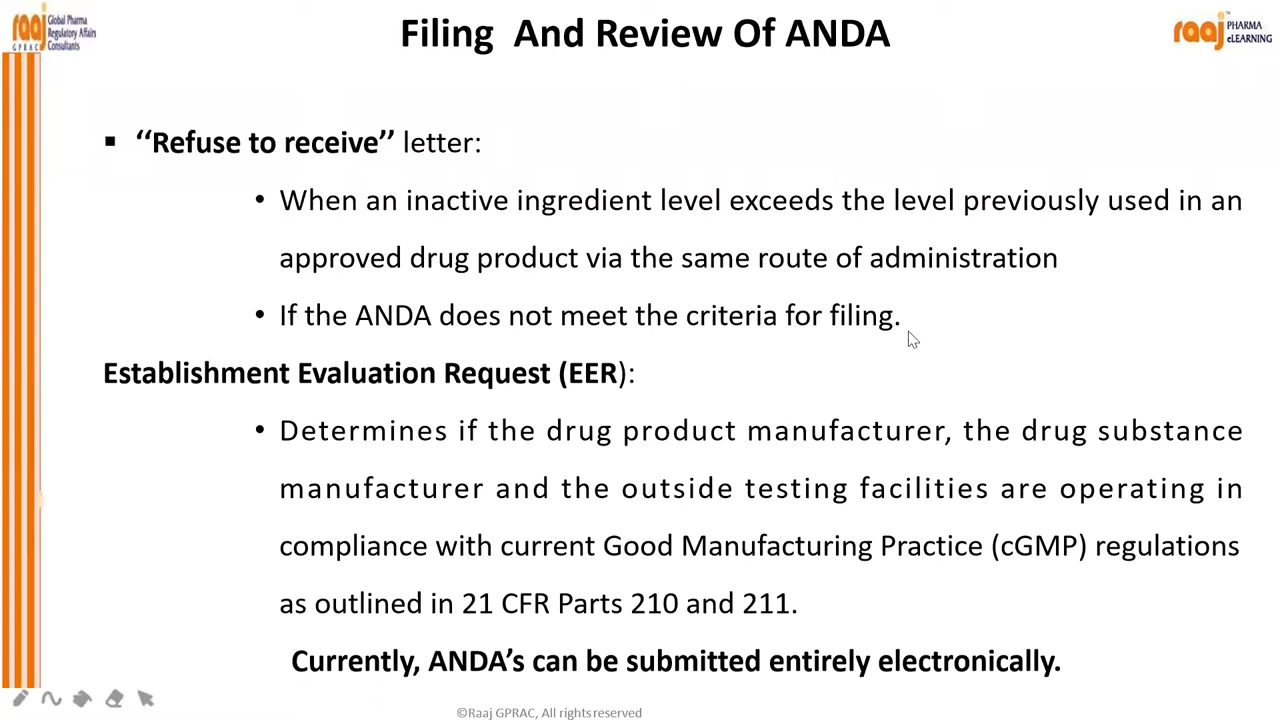 raaj
GPRAC
Global Pharma
Regulatory Affairs
Consultants
Filing And Review Of ANDA
raaj™
PHARMA
eLEARNING
▪ ‘‘Refuse to receive’’ letter:
• When an inactive ingredient level exceeds the level previously used in an
approved drug product via the same route of administration
• If the ANDA does not meet the criteria for filing.
Establishment Evaluation Request (EER):
• Determines if the drug product manufacturer, the drug substance
manufacturer and the outside testing facilities are operating in
compliance with current Good Manufacturing Practice (cGMP) regulations
as outlined in 21 CFR Parts 210 and 211.
Currently, ANDA’s can be submitted entirely electronically.
©Raaj GPRAC, All rights reserved